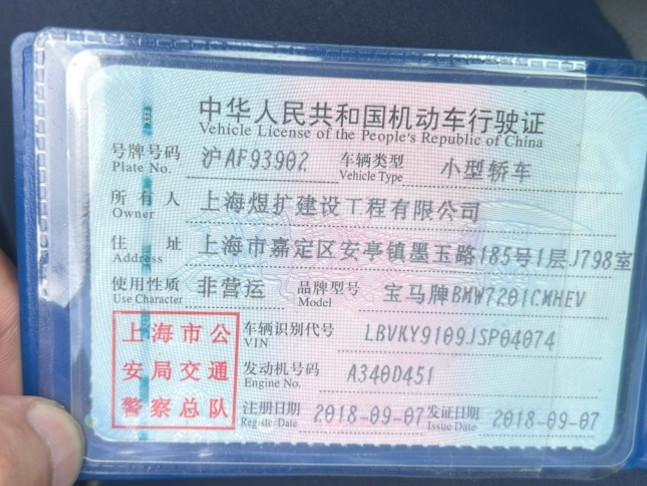 中华人民共和国机动车行驶证
Vehicle License of the People's Republic of China
号牌号码 沪AF93902 车辆类型 小型轿车
Plate No. Vehicle Type
所有人 上海煜扩建设工程有限公司
Owner
住址 上海市嘉定区安亭镇墨玉路185号1层J798室
Address
使用性质 非营运 品牌型号 宝马牌BMW7201CMHEV
Use Character Model
上海市公 车辆识别代号 LBVKY9109JSP04074
VIN
安局交通 发动机号码 A340D451
Engine No.
警察总队 注册日期 2018-09-07 发证日期 2018-09-07
Register Date Issue Date